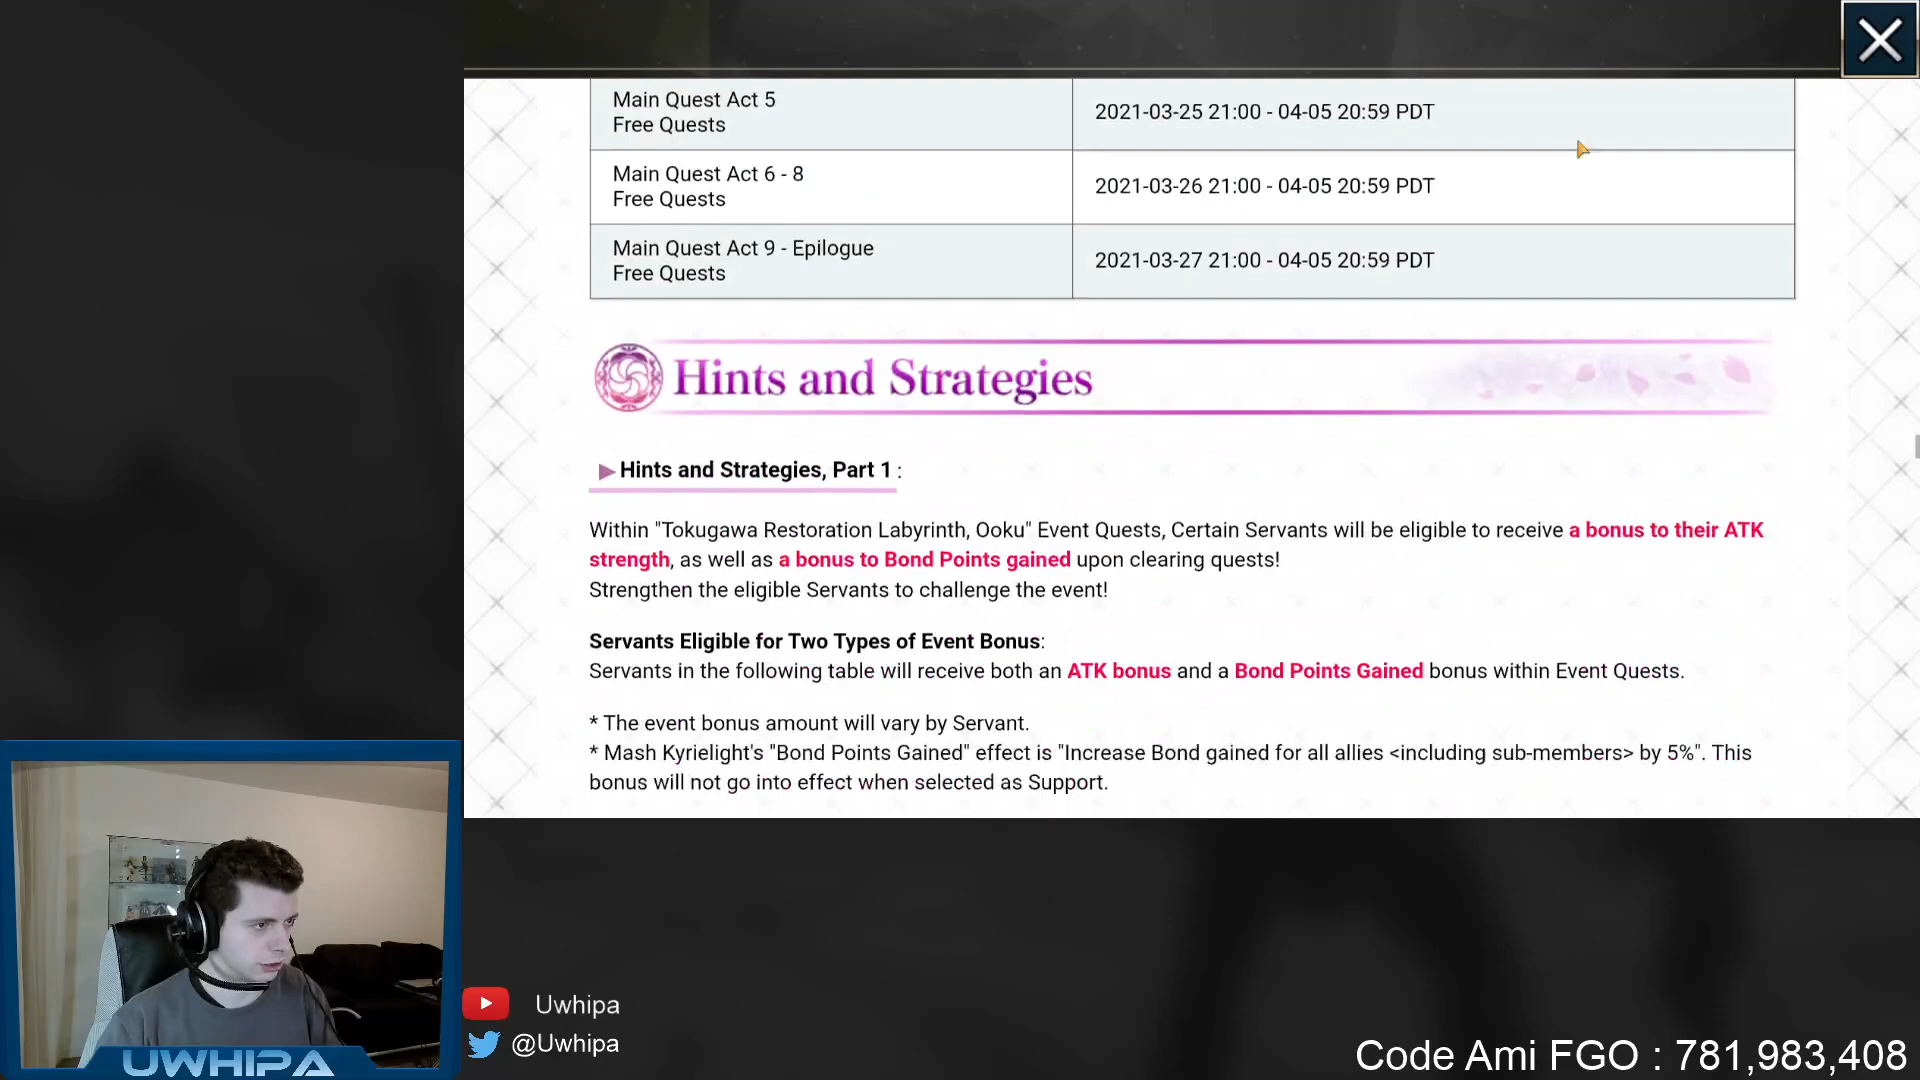 Main Quest Act 5
Free Quests
2021-03-25 21:00 - 04-05 20:59 PDT
Main Quest Act 6 - 8
Free Quests
2021-03-26 21:00 - 04-05 20:59 PDT
Main Quest Act 9 - Epilogue
Free Quests
2021-03-27 21:00 - 04-05 20:59 PDT
Hints and Strategies
▶Hints and Strategies, Part 1 :
Within "Tokugawa Restoration Labyrinth, Ooku" Event Quests, Certain Servants will be eligible to receive a bonus to their ATK
strength, as well as a bonus to Bond Points gained upon clearing quests!
Strengthen the eligible Servants to challenge the event!
Servants Eligible for Two Types of Event Bonus:
Servants in the following table will receive both an ATK bonus and a Bond Points Gained bonus within Event Quests.
* The event bonus amount will vary by Servant.
* Mash Kyrielight's "Bond Points Gained" effect is "Increase Bond gained for all allies <including sub-members> by 5%". This
bonus will not go into effect when selected as Support.
Uwhipa
@Uwhipa
UWHIPA
Code Ami FGO : 781,983,408